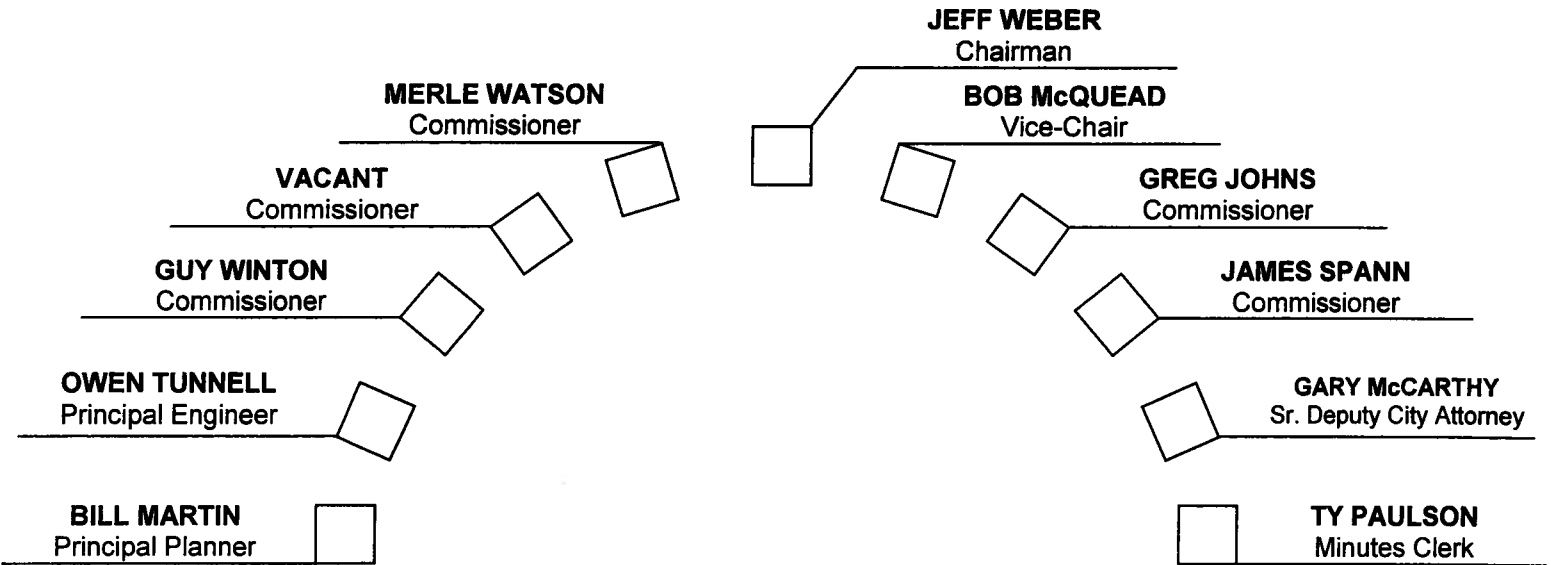 JEFF WEBER
Chairman
MERLE WATSON
Commissioner
BOB McQUEAD
Vice-Chair
VACANT
Commissioner
GREG JOHNS
Commissioner
GUY WINTON
Commissioner
JAMES SPANN
Commissioner
OWEN TUNNELL
Principal Engineer
GARY McCARTHY
Sr. Deputy City Attorney
BILL MARTIN
Principal Planner
TY PAULSON
Minutes Clerk